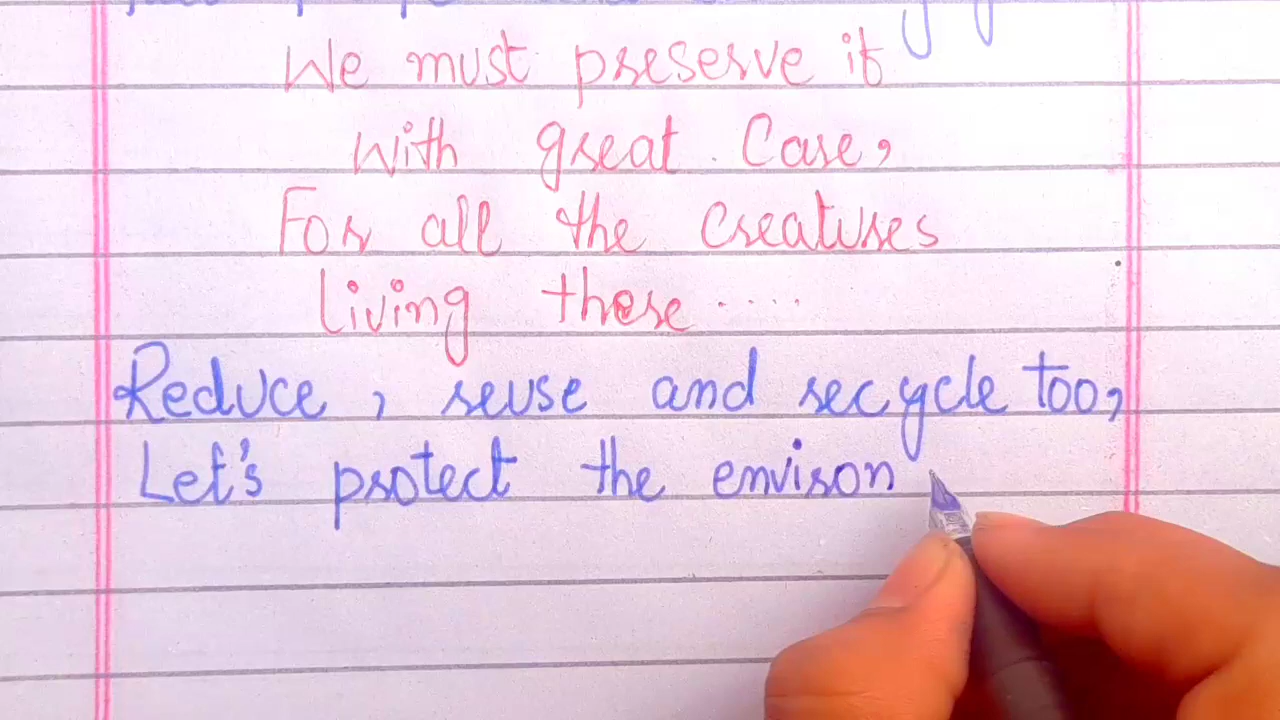 We must preserve it
With great Care,
For all the creatures
living there.....
Reduce, reuse and recycle too,
Let's protect the environ